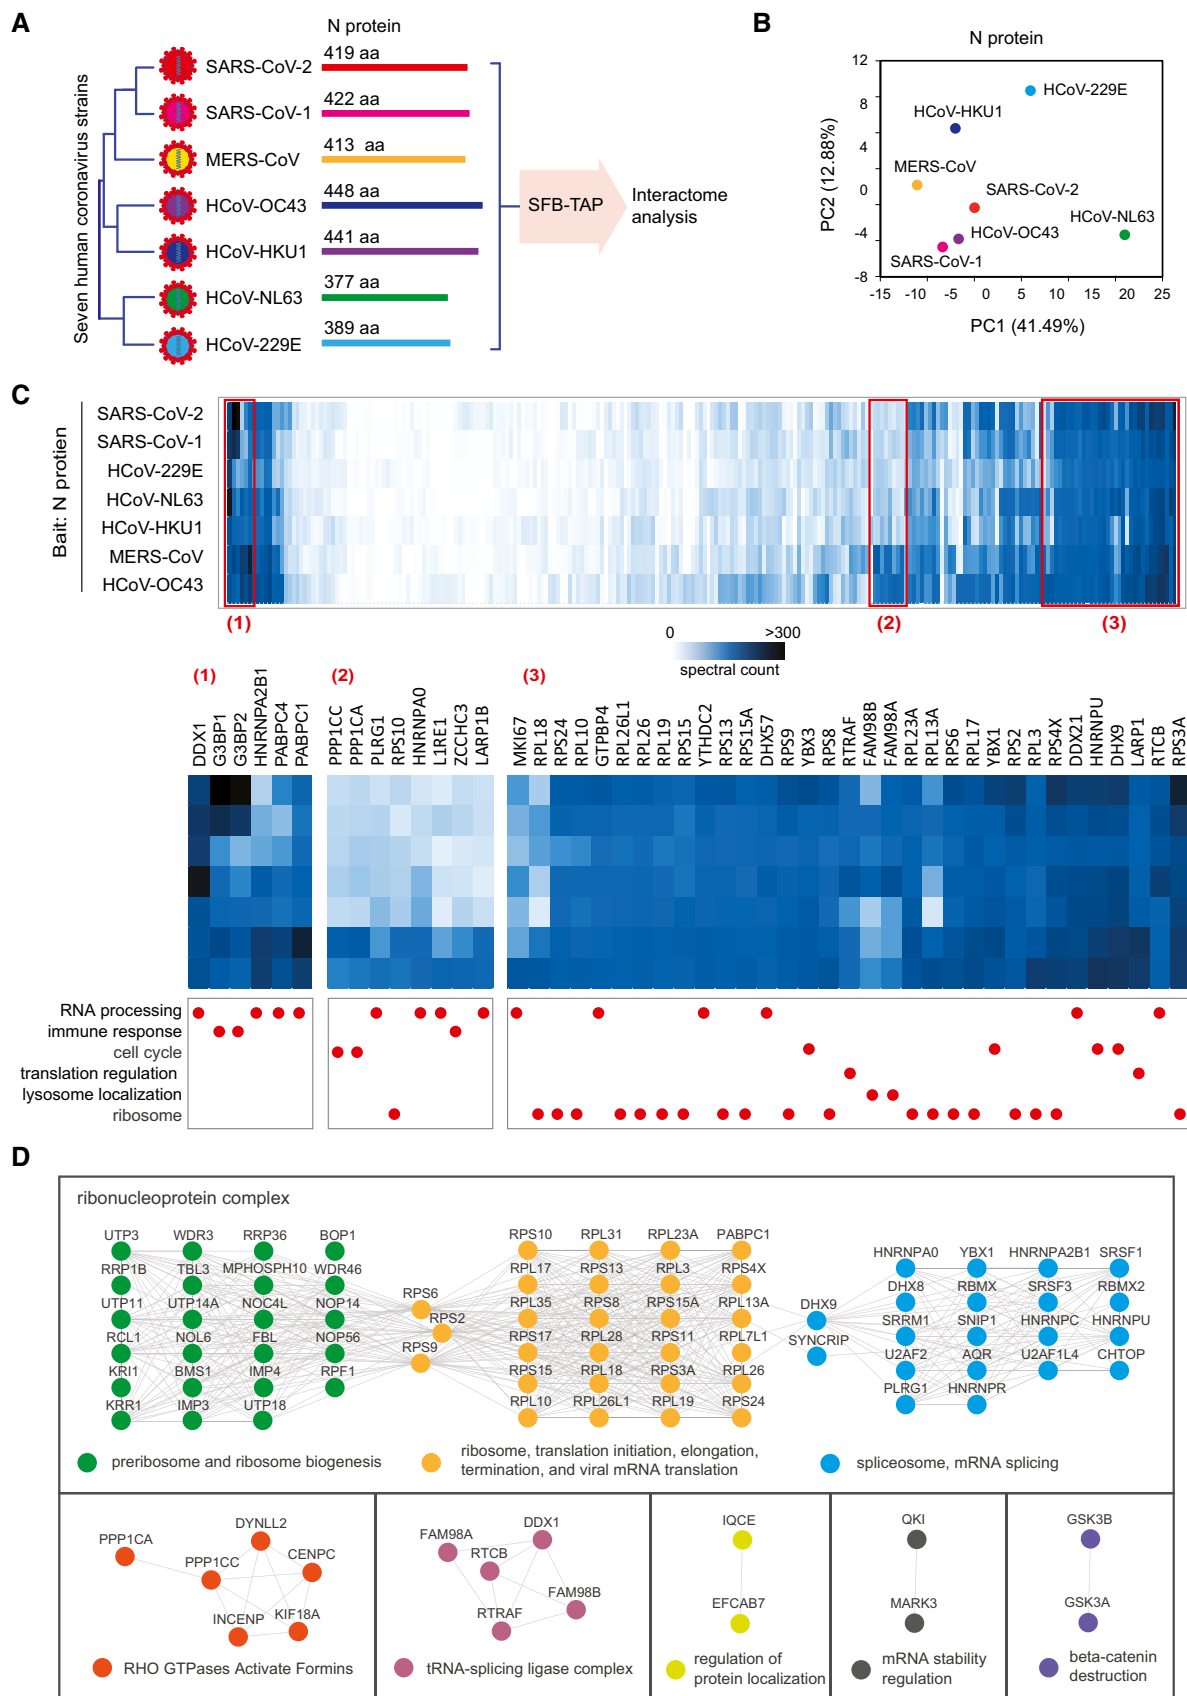 A
N protein
Seven human coronavirus strains
SARS-CoV-2
419 aa
SARS-CoV-1
422 aa
MERS-CoV
413 aa
HCoV-OC43
448 aa
HCoV-HKU1
441 aa
HCoV-NL63
377 aa
HCoV-229E
389 aa
SFB-TAP
Interactome
analysis
B
N protein
PC2 (12.88%)
12
8
4
0
-4
-8
HCoV-229E
HCoV-HKU1
MERS-CoV
SARS-CoV-2
HCoV-NL63
HCoV-OC43
SARS-CoV-1
-15 -10 -5 0 5 10 15 20 25
PC1 (41.49%)
C
Bait: N protien
SARS-CoV-2
SARS-CoV-1
HCoV-229E
HCoV-NL63
HCoV-HKU1
MERS-CoV
HCoV-OC43
(1) (2) (3)
0 >300
spectral count
(1) (2) (3)
DDX1 G3BP1 G3BP2 HNRNPA2B1 PABPC4 PABPC1
PPP1CC PPP1CA PLRG1 RPS10 HNRNPA0 L1RE1 ZCCHC3 LARP1B
MKI67 RPL18 RPS24 RPL10 GTPBP4 RPL26L1 RPL26 RPL19 RPS15 YTHDC2 RPS13 RPS15A DHX57 RPS9 YBX3 RPS8 RTRAF FAM98B FAM98A RPL23A RPL13A RPS6 RPL17 YBX1 RPS2 RPL3 RPS4X DDX21 HNRNPU DHX9 LARP1 RTCB RPS3A
RNA processing
immune response
cell cycle
translation regulation
lysosome localization
ribosome
D
ribonucleoprotein complex
UTP3 WDR3 RRP36 BOP1
RRP1B TBL3 MPHOSPH10 WDR46
UTP11 UTP14A NOC4L NOP14
RCL1 NOL6 FBL NOP56
KRI1 BMS1 IMP4 RPF1
KRR1 IMP3 UTP18
RPS6
RPS2
RPS9
RPS10 RPL31 RPL23A PABPC1
RPL17 RPS13 RPL3 RPS4X
RPL35 RPS8 RPS15A RPL13A
RPS17 RPL28 RPS11 RPL7L1
RPS15 RPL18 RPS3A RPL26
RPL10 RPL26L1 RPL19 RPS24
DHX9
SYNCRIP
HNRNPA0 YBX1 HNRNPA2B1 SRSF1
DHX8 RBMX SRSF3 RBMX2
SRRM1 SNIP1 HNRNPC HNRNPU
U2AF2 AQR U2AF1L4 CHTOP
PLRG1 HNRNPR
preribosome and ribosome biogenesis
ribosome, translation initiation, elongation,
termination, and viral mRNA translation
spliceosome, mRNA splicing
PPP1CA
DYNLL2
PPP1CC
CENPC
INCENP
KIF18A
RHO GTPases Activate Formins
FAM98A
DDX1
RTCB
FAM98B
RTRAF
tRNA-splicing ligase complex
IQCE
EFCAB7
regulation of
protein localization
QKI
MARK3
mRNA stability
regulation
GSK3B
GSK3A
beta-catenin
destruction